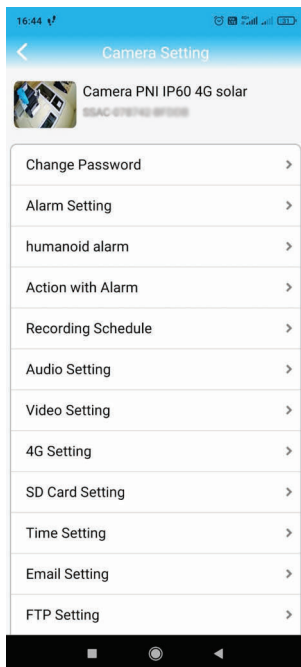 16:44
Camera Setting
Camera PNI IP60 4G solar
Change Password
Alarm Setting
humanoid alarm
Action with Alarm
Recording Schedule
Audio Setting
Video Setting
4G Setting
SD Card Setting
Time Setting
Email Setting
FTP Setting